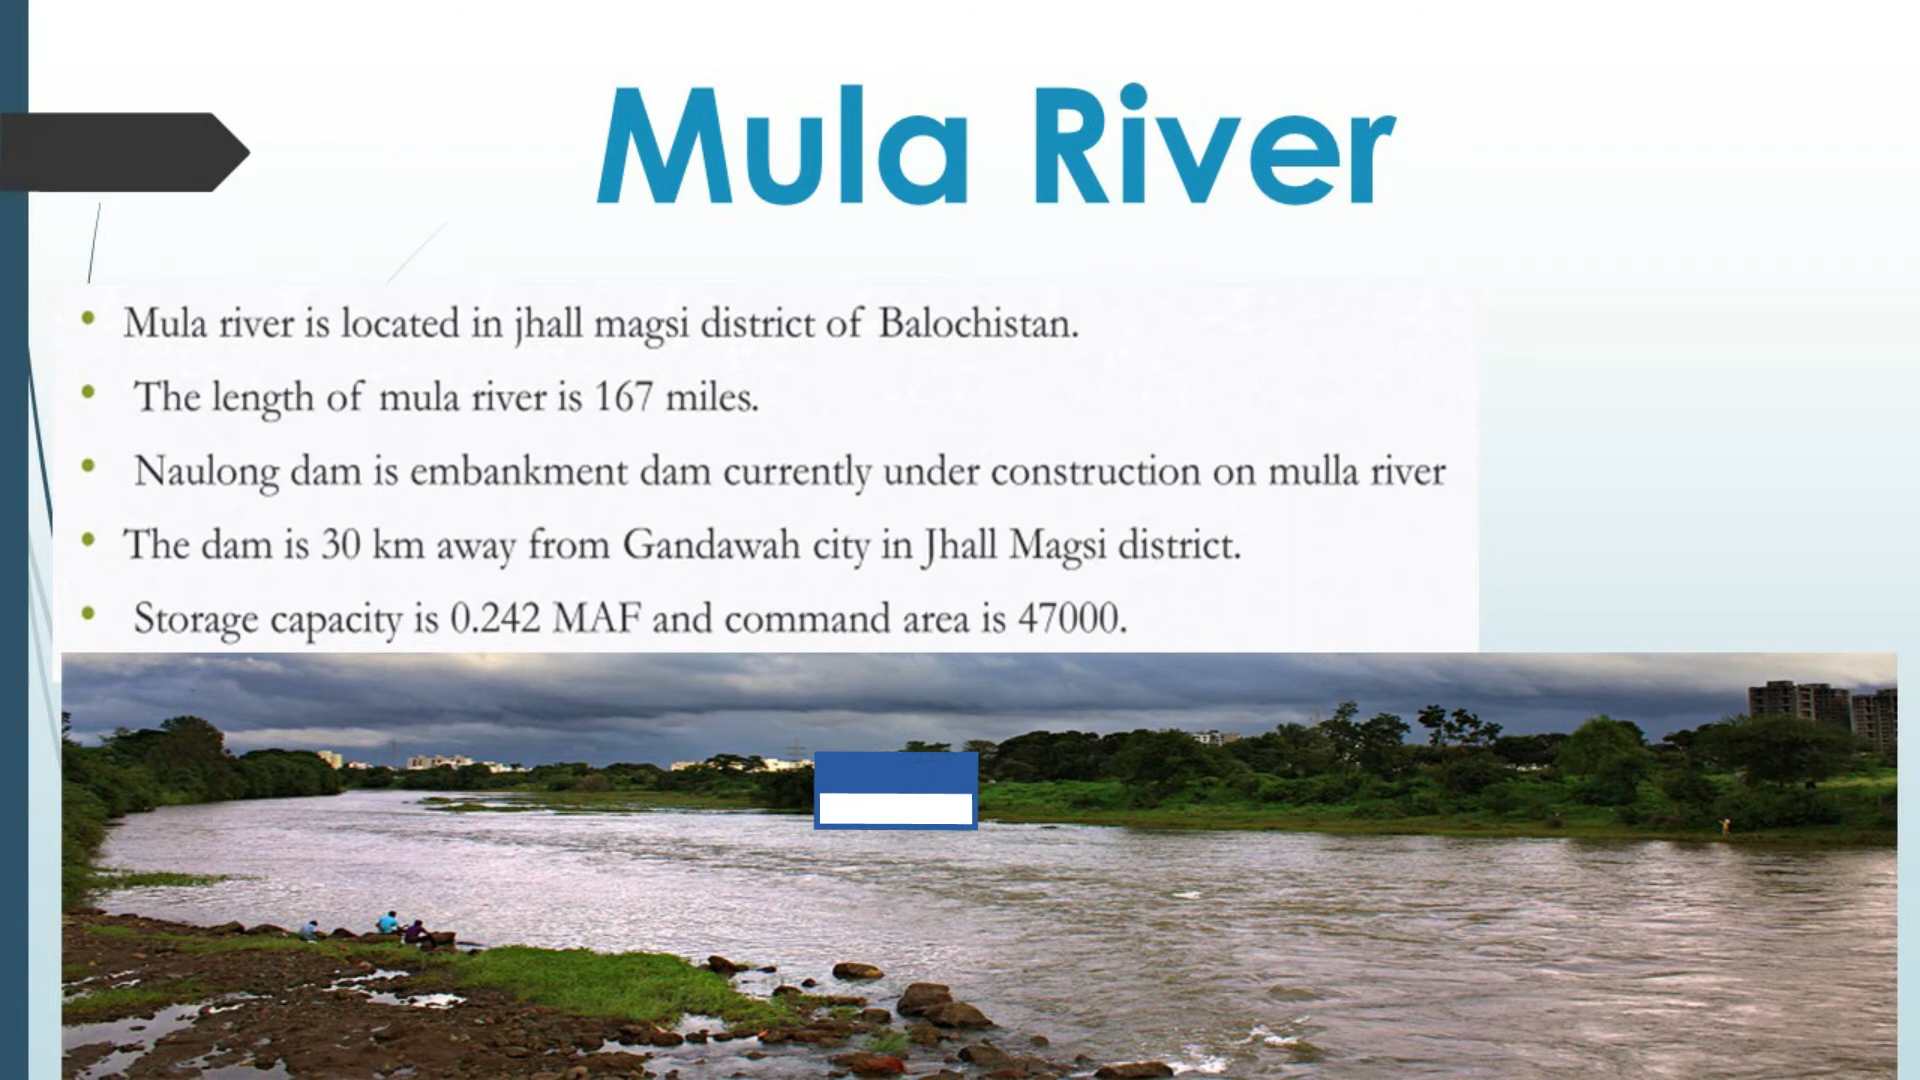 Mula River
• Mula river is located in jhall magsi district of Balochistan.
• The length of mula river is 167 miles.
• Naulong dam is embankment dam currently under construction on mulla river
• The dam is 30 km away from Gandawah city in Jhall Magsi district.
• Storage capacity is 0.242 MAF and command area is 47000.